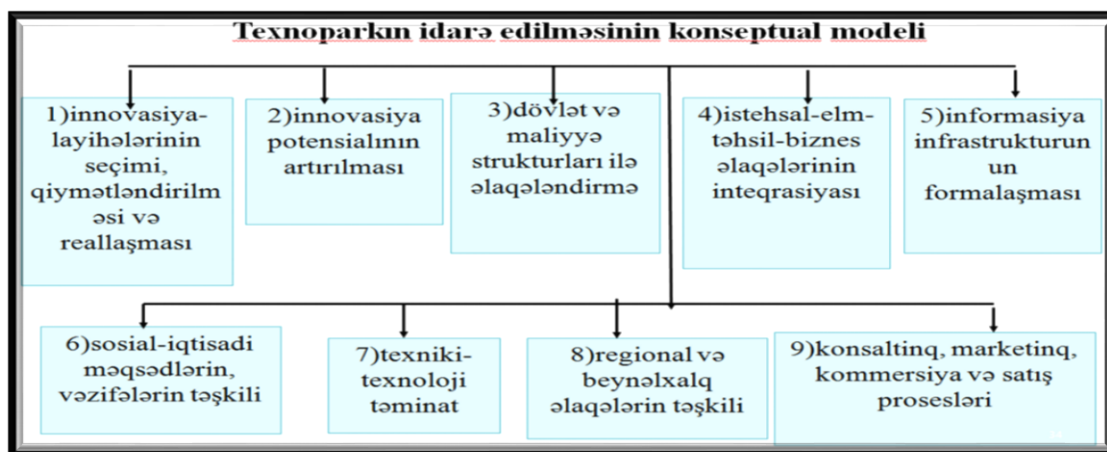 Texnoparkın idarə edilməsinin konseptual modeli
1)innovasiya-
layihələrinin
seçimi,
qiymətləndirilm
əsi və
reallaşması
2)innovasiya
potensialının
artırılması
3)dövlət və
maliyyə
strukturları ilə
əlaqələndirmə
4)istehsal-elm-
təhsil-biznes
əlaqələrinin
inteqrasiyası
5)informasiya
infrastrukturun
un
formalaşması
6)sosial-iqtisadi
məqsədlərin,
vəzifələrin təşkili
7)texniki-
texnoloji
təminat
8)regional və
beynəlxalq
əlaqələrin təşkili
9)konsaltinq, marketinq,
kommersiya və satış
prosesləri